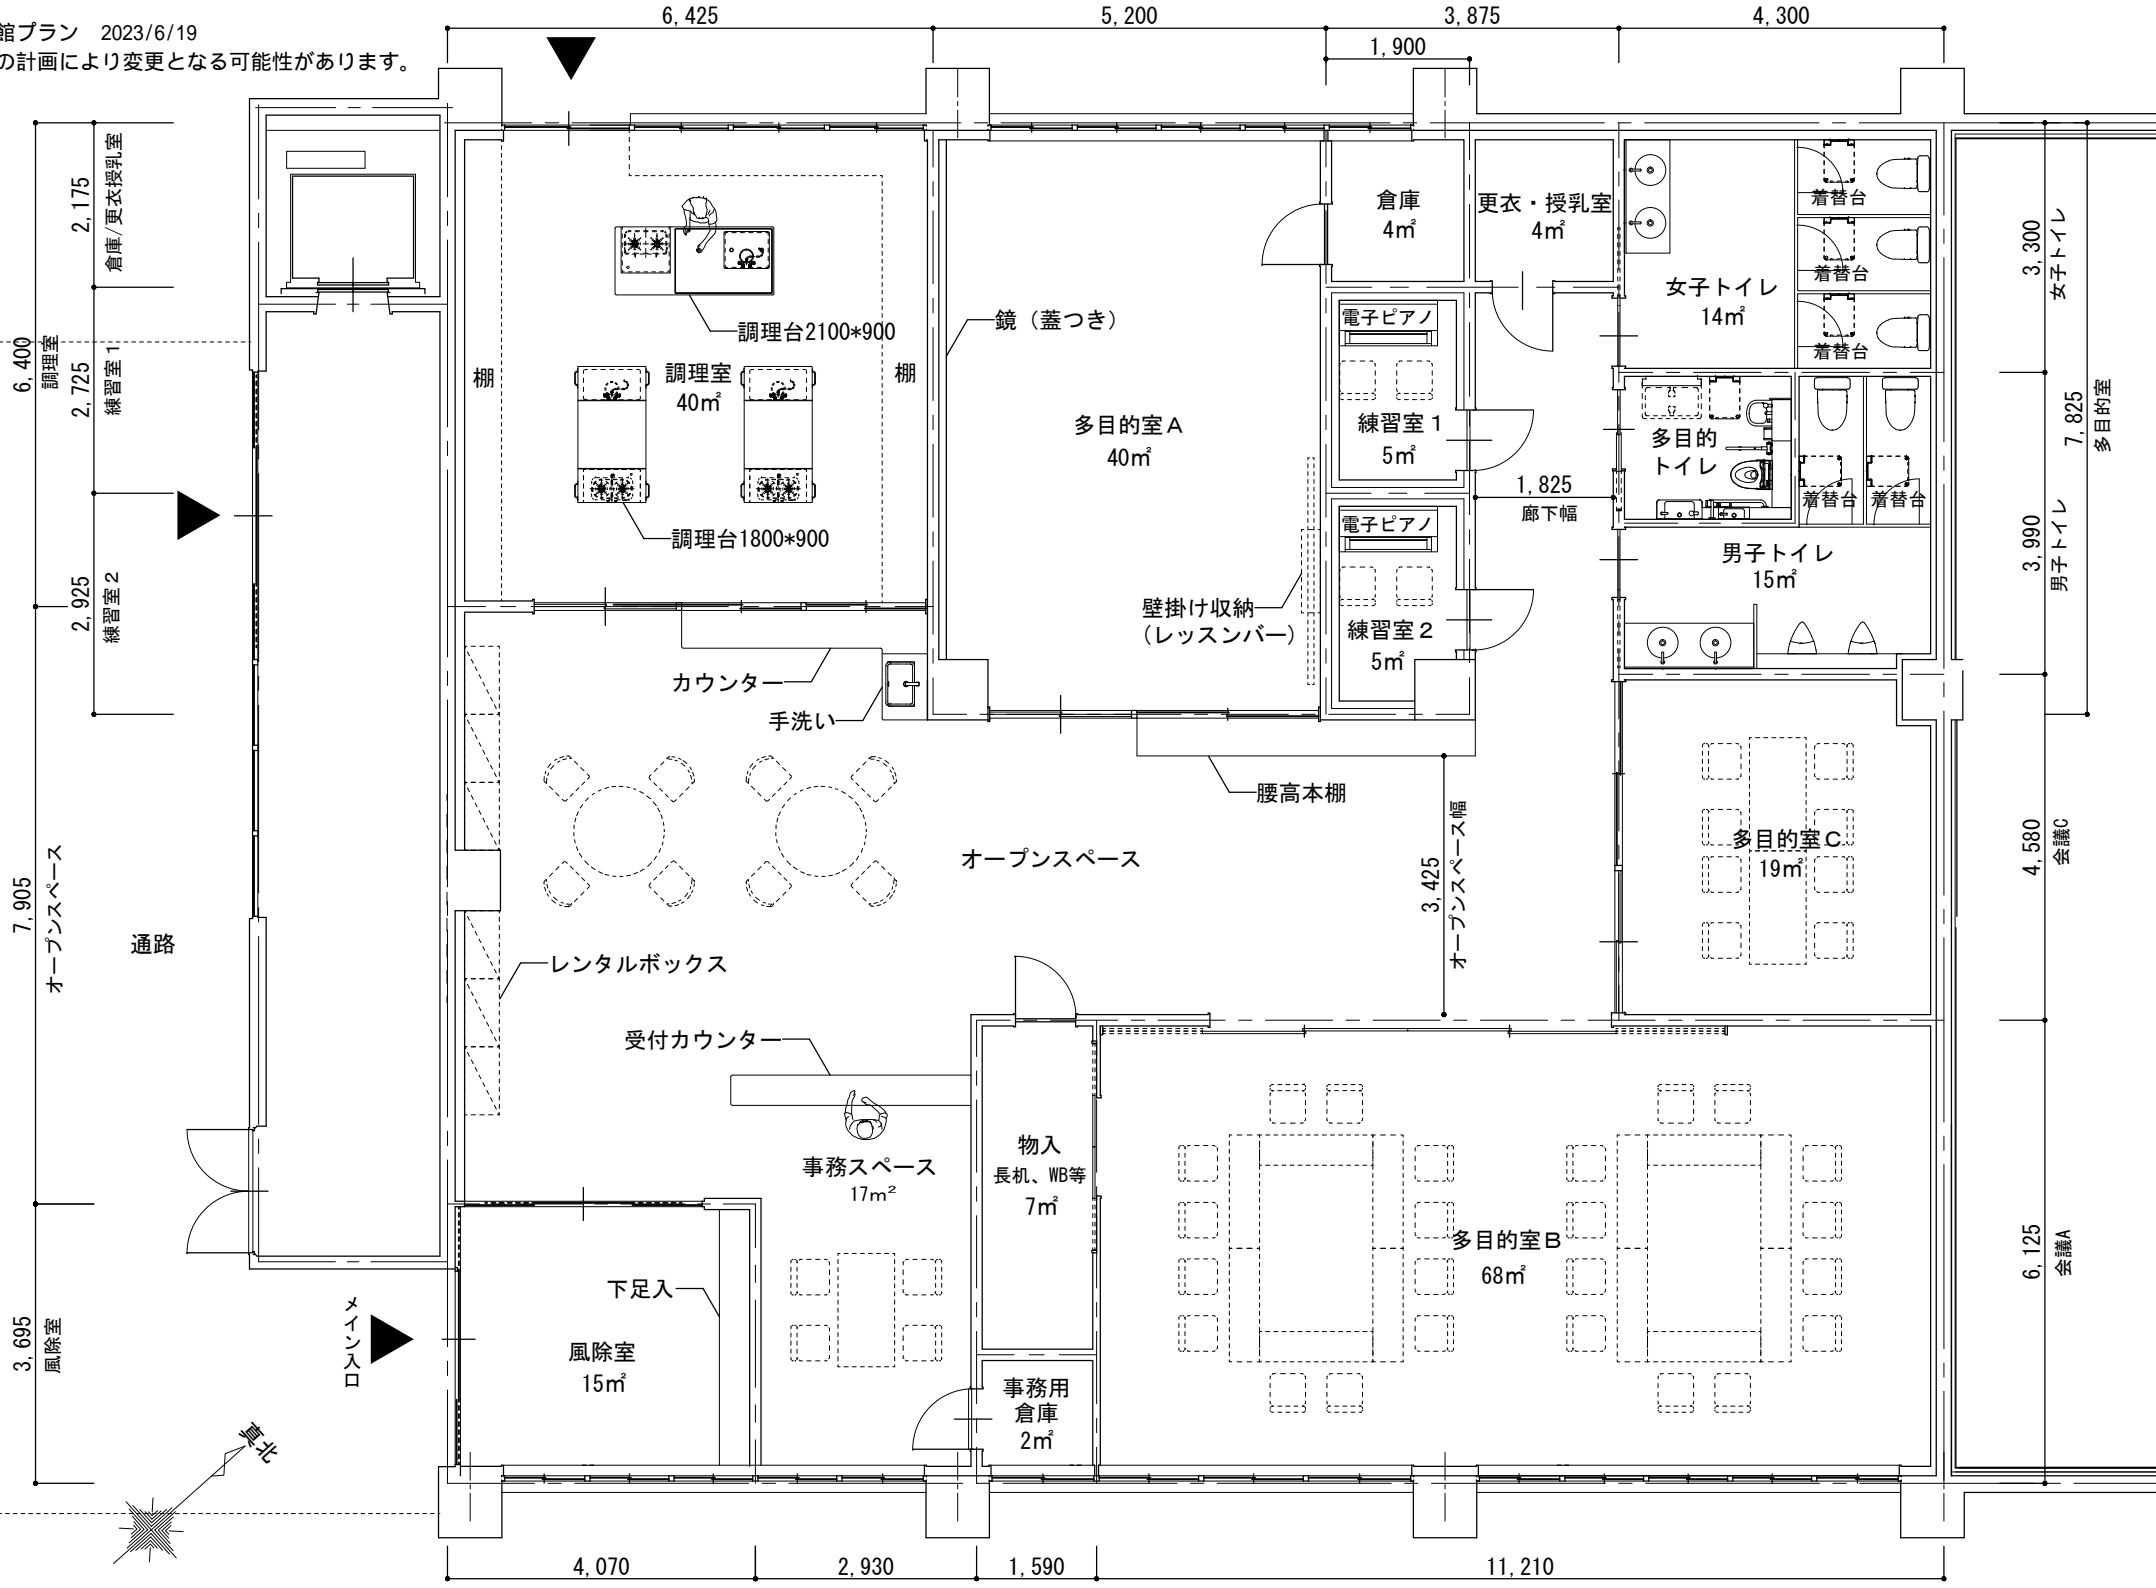 館プラン　2023/6/19
の計画により変更となる可能性があります。
6,425
5,200
3,875
4,300
1,900
2,175
倉庫/更衣授乳室
6,400
調理室
2,725
練習室１
2,925
練習室２
7,905
オープンスペース
3,695
風除室
通路
調理台2100*900
棚
調理室
40㎡
棚
調理台1800*900
鏡（蓋つき）
多目的室Ａ
40㎡
壁掛け収納
（レッスンバー）
倉庫
4㎡
更衣・授乳室
4㎡
電子ピアノ
練習室１
5㎡
電子ピアノ
練習室２
5㎡
1,825
廊下幅
女子トイレ
14㎡
着替台
着替台
着替台
多目的
トイレ
着替台
着替台
男子トイレ
15㎡
3,300
女子トイレ
7,825
多目的室
3,990
男子トイレ
4,580
会議C
6,125
会議A
カウンター
手洗い
腰高本棚
オープンスペース
3,425
オープンスペース幅
多目的室Ｃ
19㎡
レンタルボックス
受付カウンター
事務スペース
17m²
物入
長机、WB等
7㎡
多目的室Ｂ
68㎡
下足入
風除室
15㎡
メイン入口
事務用
倉庫
2㎡
真北
4,070
2,930
1,590
11,210